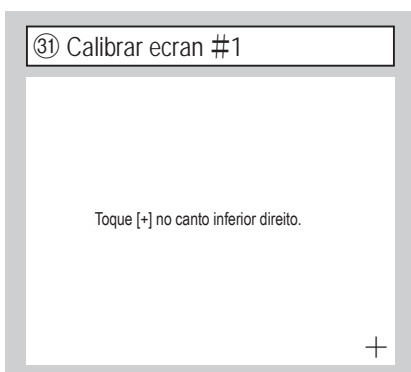 ㉛ Calibrar ecran #1
Toque [+] no canto inferior direito.
+